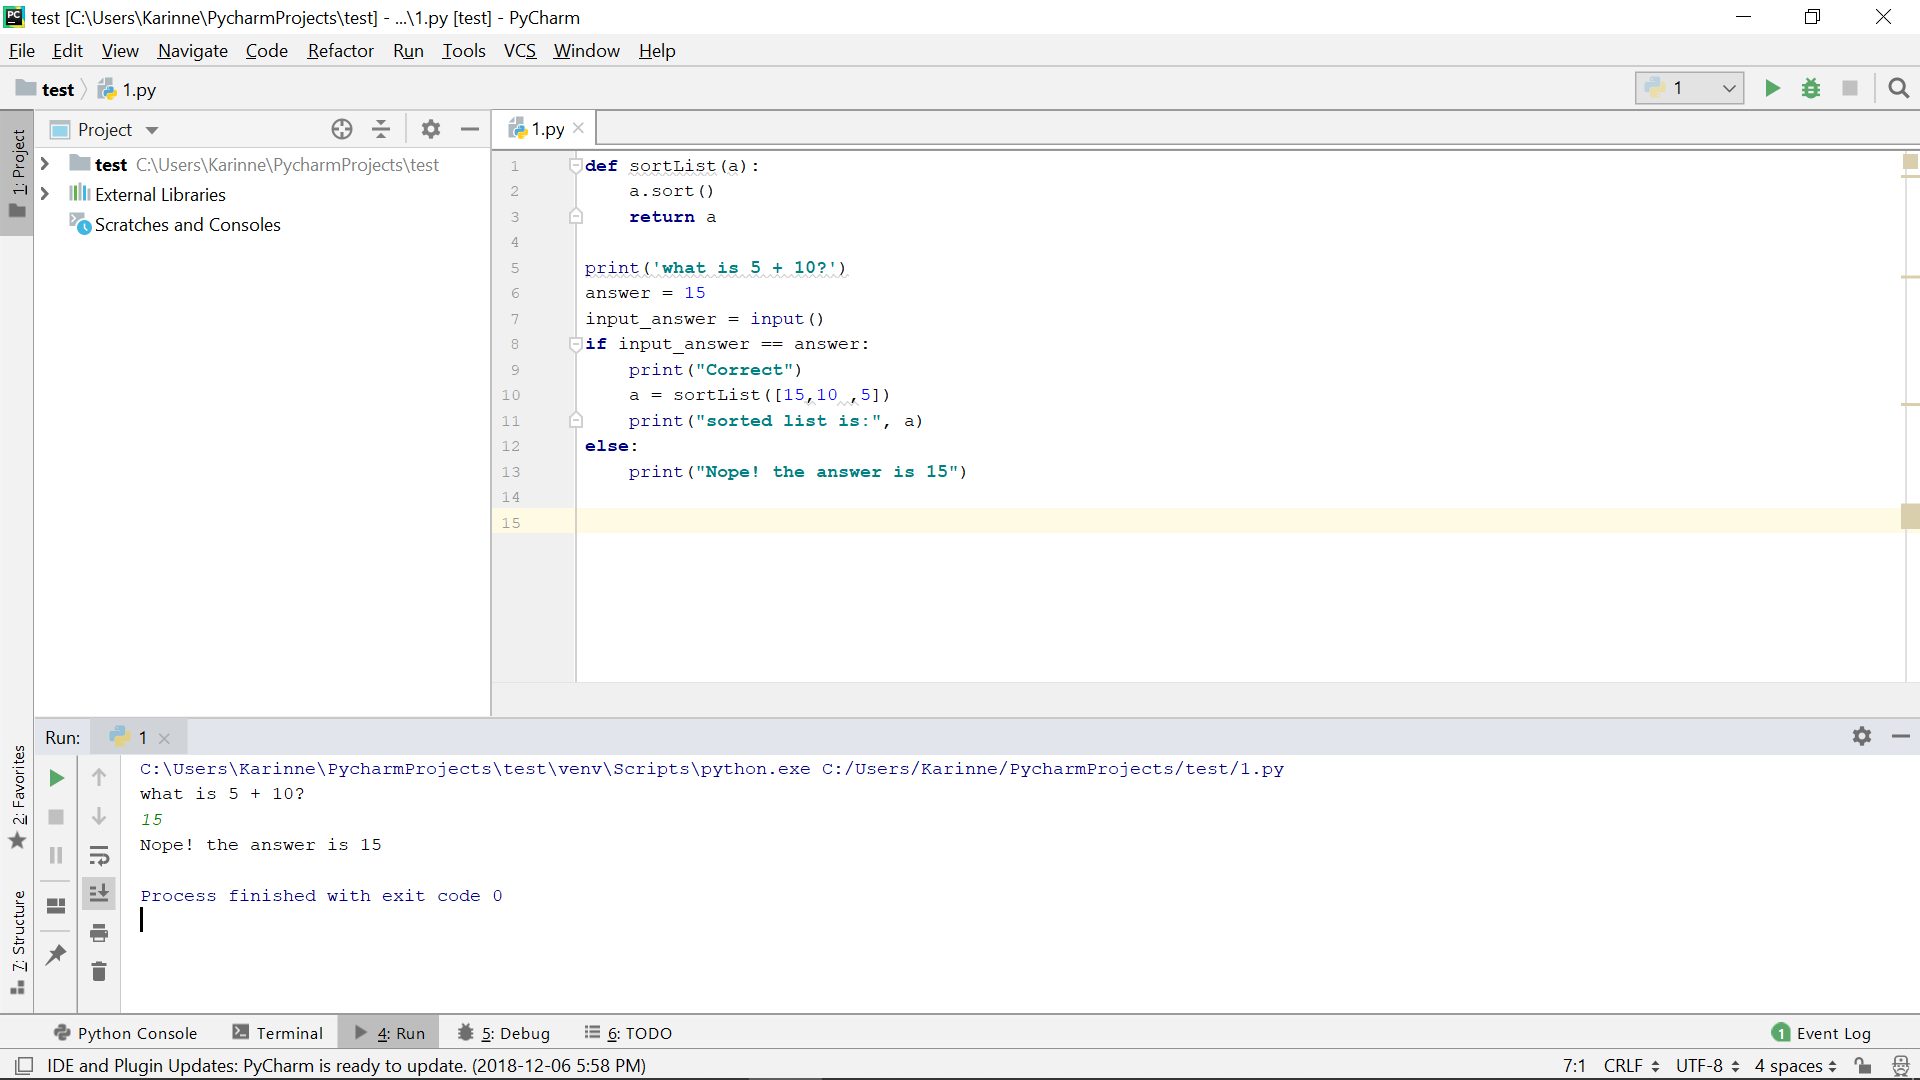 test [C:\Users\Karinne\PycharmProjects\test] - ...\1.py [test] - PyCharm
File Edit View Navigate Code Refactor Run Tools VCS Window Help
test 1.py 1
1: Project
Project
1.py
test C:\Users\Karinne\PycharmProjects\test
External Libraries
Scratches and Consoles
1 def sortList(a):
2 a.sort()
3 return a
4
5 print('what is 5 + 10?')
6 answer = 15
7 input_answer = input()
8 if input_answer == answer:
9 print("Correct")
10 a = sortList([15,10 ,5])
11 print("sorted list is:", a)
12 else:
13 print("Nope! the answer is 15")
14
15
Run: 1
2: Favorites
7: Structure
C:\Users\Karinne\PycharmProjects\test\venv\Scripts\python.exe C:/Users/Karinne/PycharmProjects/test/1.py
what is 5 + 10?
15
Nope! the answer is 15
Process finished with exit code 0
Python Console Terminal 4: Run 5: Debug 6: TODO 1 Event Log
IDE and Plugin Updates: PyCharm is ready to update. (2018-12-06 5:58 PM) 7:1 CRLF UTF-8 4 spaces